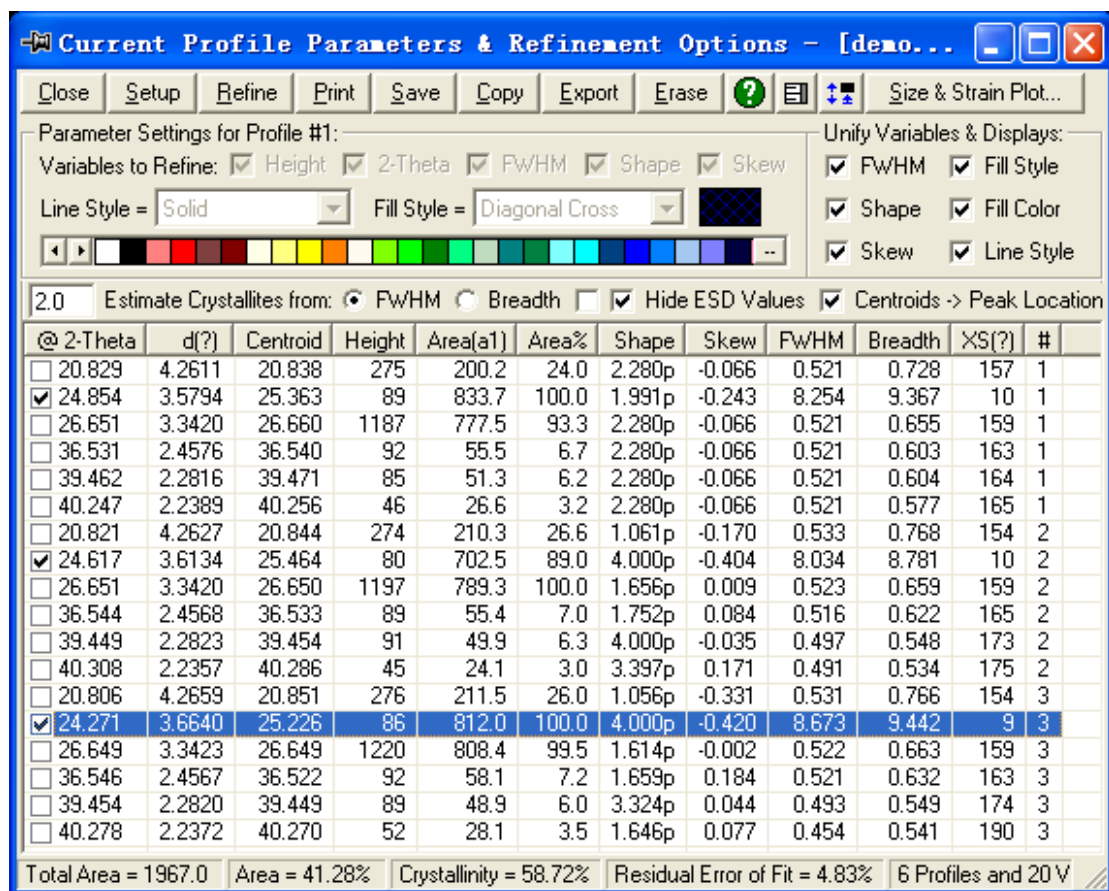 Current Profile Parameters & Refinement Options - [demo...
Close Setup Refine Print Save Copy Export Erase ? Size & Strain Plot...
Parameter Settings for Profile #1: Unify Variables & Displays:
Variables to Refine: Height 2-Theta FWHM Shape Skew FWHM Fill Style
Line Style = Solid Fill Style = Diagonal Cross Shape Fill Color
-- Skew Line Style
2.0 Estimate Crystallites from: FWHM Breadth Hide ESD Values Centroids -> Peak Location
@ 2-Theta d(?) Centroid Height Area(a1) Area% Shape Skew FWHM Breadth XS(?) #
20.829 4.2611 20.838 275 200.2 24.0 2.280p -0.066 0.521 0.728 157 1
24.854 3.5794 25.363 89 833.7 100.0 1.991p -0.243 8.254 9.367 10 1
26.651 3.3420 26.660 1187 777.5 93.3 2.280p -0.066 0.521 0.655 159 1
36.531 2.4576 36.540 92 55.5 6.7 2.280p -0.066 0.521 0.603 163 1
39.462 2.2816 39.471 85 51.3 6.2 2.280p -0.066 0.521 0.604 164 1
40.247 2.2389 40.256 46 26.6 3.2 2.280p -0.066 0.521 0.577 165 1
20.821 4.2627 20.844 274 210.3 26.6 1.061p -0.170 0.533 0.768 154 2
24.617 3.6134 25.464 80 702.5 89.0 4.000p -0.404 8.034 8.781 10 2
26.651 3.3420 26.650 1197 789.3 100.0 1.656p 0.009 0.523 0.659 159 2
36.544 2.4568 36.533 89 55.4 7.0 1.752p 0.084 0.516 0.622 165 2
39.449 2.2823 39.454 91 49.9 6.3 4.000p -0.035 0.497 0.548 173 2
40.308 2.2357 40.286 45 24.1 3.0 3.397p 0.171 0.491 0.534 175 2
20.806 4.2659 20.851 276 211.5 26.0 1.056p -0.331 0.531 0.766 154 3
24.271 3.6640 25.226 86 812.0 100.0 4.000p -0.420 8.673 9.442 9 3
26.649 3.3423 26.649 1220 808.4 99.5 1.614p -0.002 0.522 0.663 159 3
36.546 2.4567 36.522 92 58.1 7.2 1.659p 0.184 0.521 0.632 163 3
39.454 2.2820 39.449 89 48.9 6.0 3.324p 0.044 0.493 0.549 174 3
40.278 2.2372 40.270 52 28.1 3.5 1.646p 0.077 0.454 0.541 190 3
Total Area = 1967.0 Area = 41.28% Crystallinity = 58.72% Residual Error of Fit = 4.83% 6 Profiles and 20 V